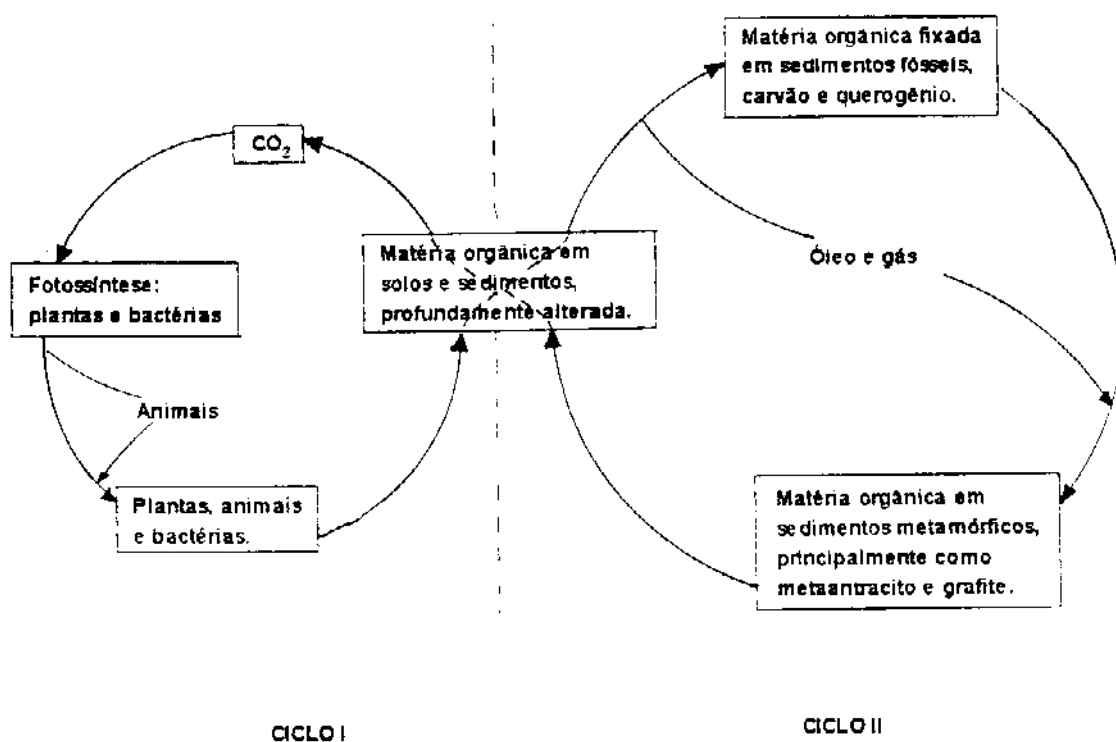 CO₂
Fotossíntese:
plantas e bactérias
Animais
Plantas, animais
e bactérias.
Matéria orgânica em
solos e sedimentos,
profundamente alterada.
Matéria orgânica fixada
em sedimentos fósseis,
carvão e querogênio.
Óleo e gás
Matéria orgânica em
sedimentos metamórficos,
principalmente como
metaantracito e grafite.
CICLO I
CICLO II